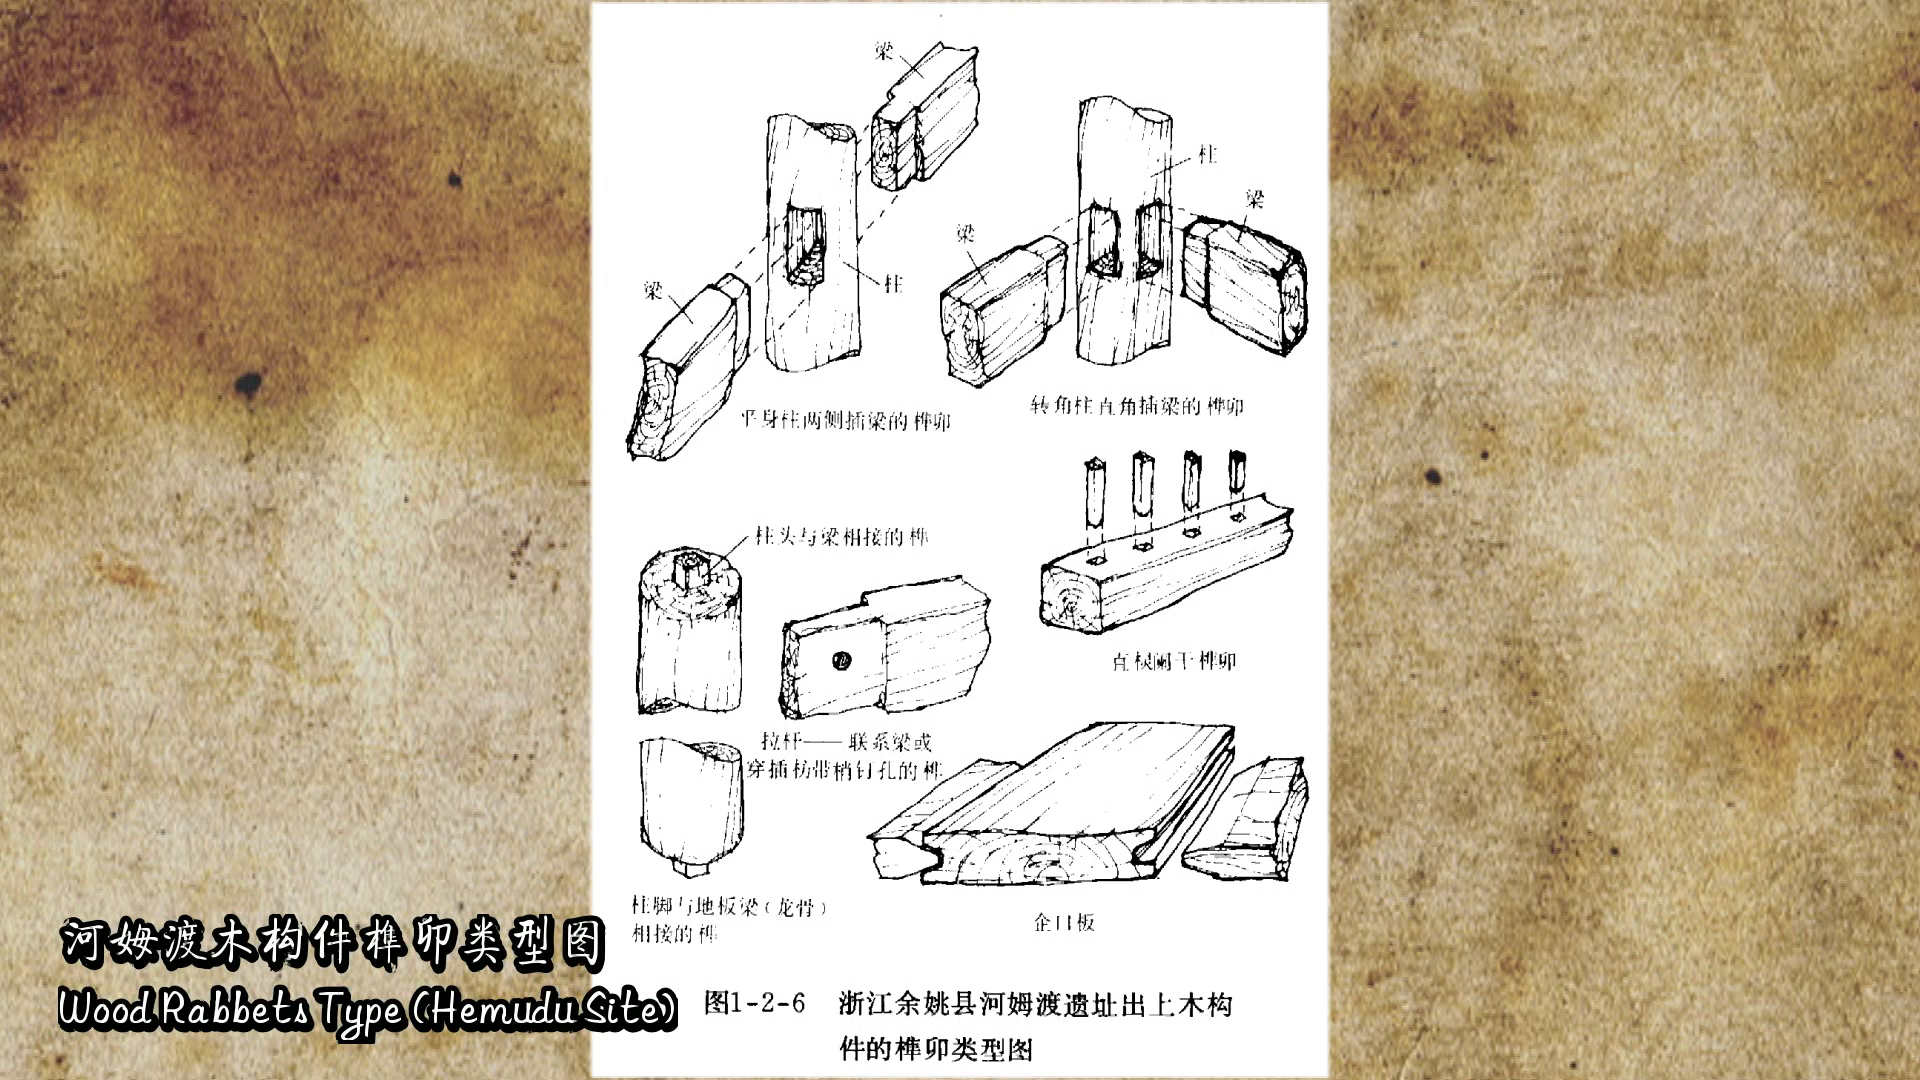 梁
柱
梁
梁
柱
梁
平身柱两侧插梁的榫卯
转角柱直角插梁的榫卯
柱头与梁相接的榫
直棂阑干榫卯
拉杆——联系梁或
穿插枋带梢钉孔的榫
柱脚与地板梁(龙骨)
相接的榫
企口板
河姆渡木构件榫卯类型图
Wood Rabbets Type (Hemudu Site)
图1-2-6 浙江余姚县河姆渡遗址出土木构
件的榫卯类型图